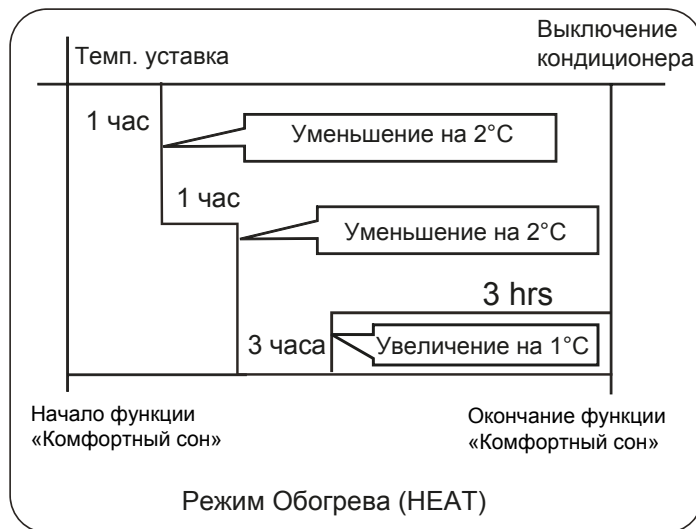 Темп. уставка
Выключение
кондиционера
1 час
Уменьшение на 2°C
1 час
Уменьшение на 2°C
3 hrs
3 часа
Увеличение на 1°C
Начало функции
«Комфортный сон»
Окончание функции
«Комфортный сон»
Режим Обогрева (HEAT)